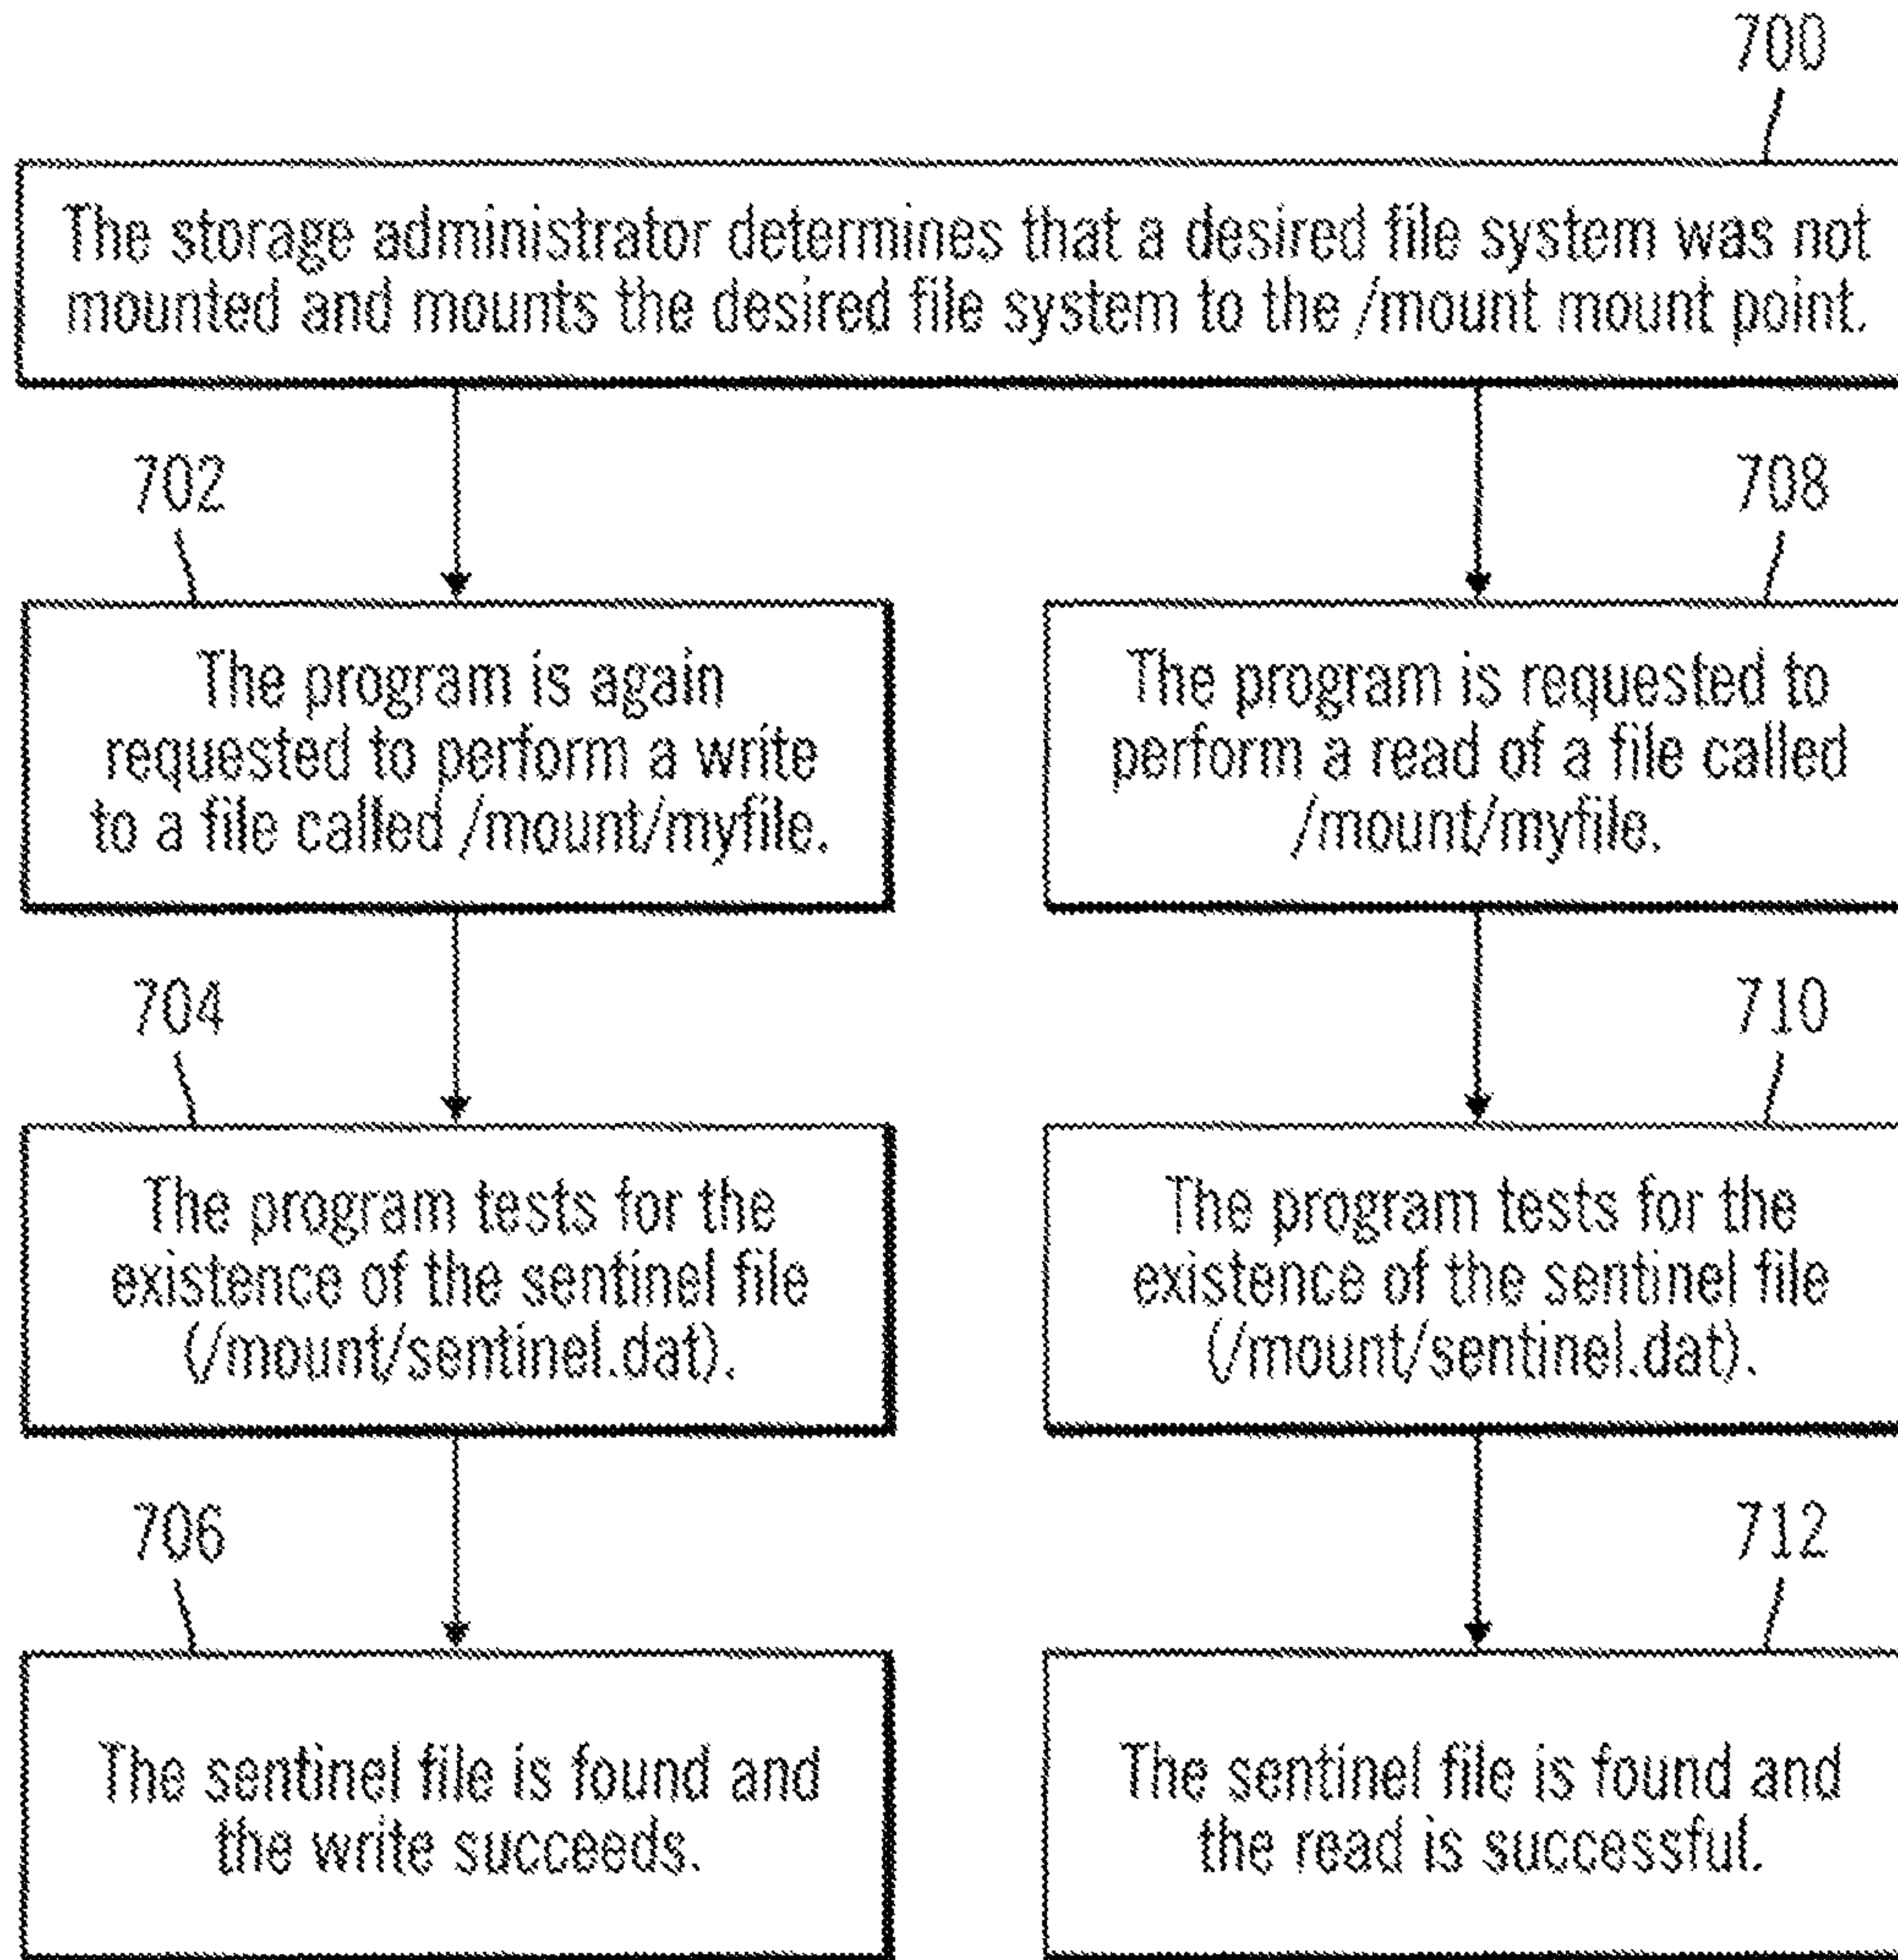 700
The storage administrator determines that a desired file system was not
mounted and mounts the desired file system to the /mount mount point.
702
The program is again
requested to perform a write
to a file called /mount/myfile.
704
The program tests for the
existence of the sentinel file
(/mount/sentinel.dat).
706
The sentinel file is found and
the write succeeds.
708
The program is requested to
perform a read of a file called
/mount/myfile.
710
The program tests for the
existence of the sentinel file
(/mount/sentinel.dat).
712
The sentinel file is found and
the read is successful.